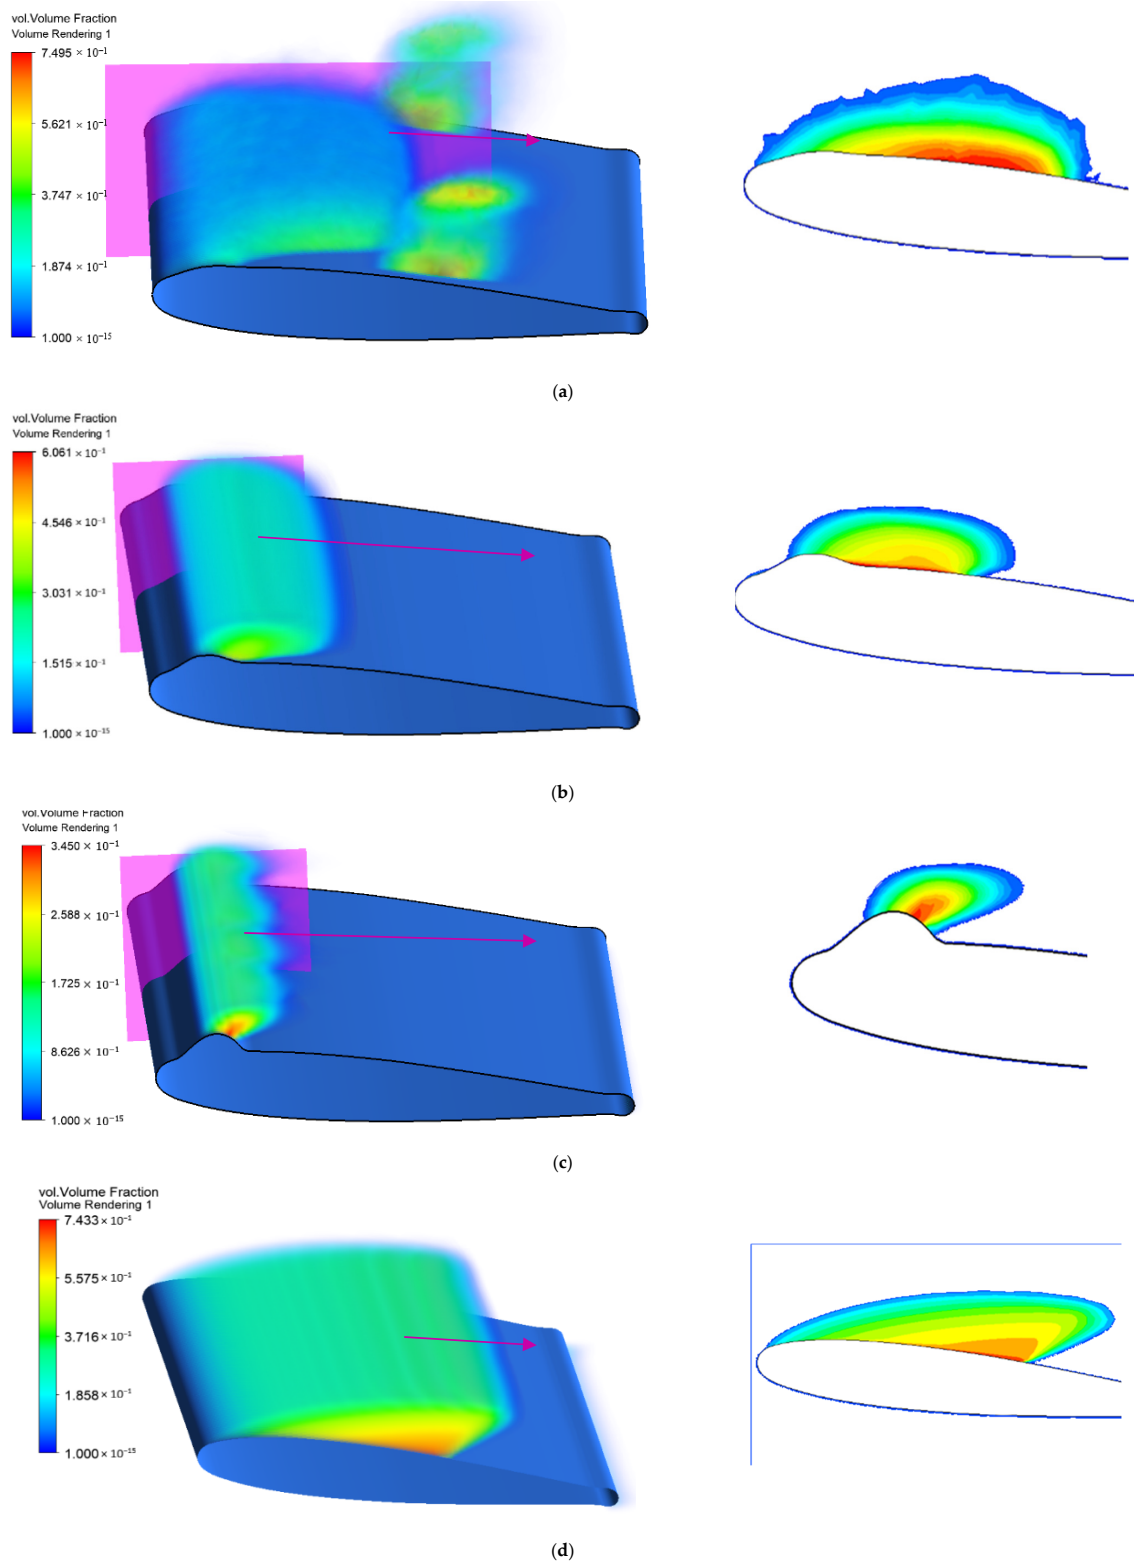 vol.Volume Fraction
Volume Rendering 1
7.495 × 10⁻¹
5.621 × 10⁻¹
3.747 × 10⁻¹
1.874 × 10⁻¹
1.000 × 10⁻¹⁵
(a)
vol.Volume Fraction
Volume Rendering 1
6.061 × 10⁻¹
4.546 × 10⁻¹
3.031 × 10⁻¹
1.515 × 10⁻¹
1.000 × 10⁻¹⁵
(b)
vol.Volume Fraction
Volume Rendering 1
3.450 × 10⁻¹
2.588 × 10⁻¹
1.725 × 10⁻¹
8.626 × 10⁻¹
1.000 × 10⁻¹⁵
(c)
vol.Volume Fraction
Volume Rendering 1
7.433 × 10⁻¹
5.575 × 10⁻¹
3.716 × 10⁻¹
1.858 × 10⁻¹
1.000 × 10⁻¹⁵
(d)